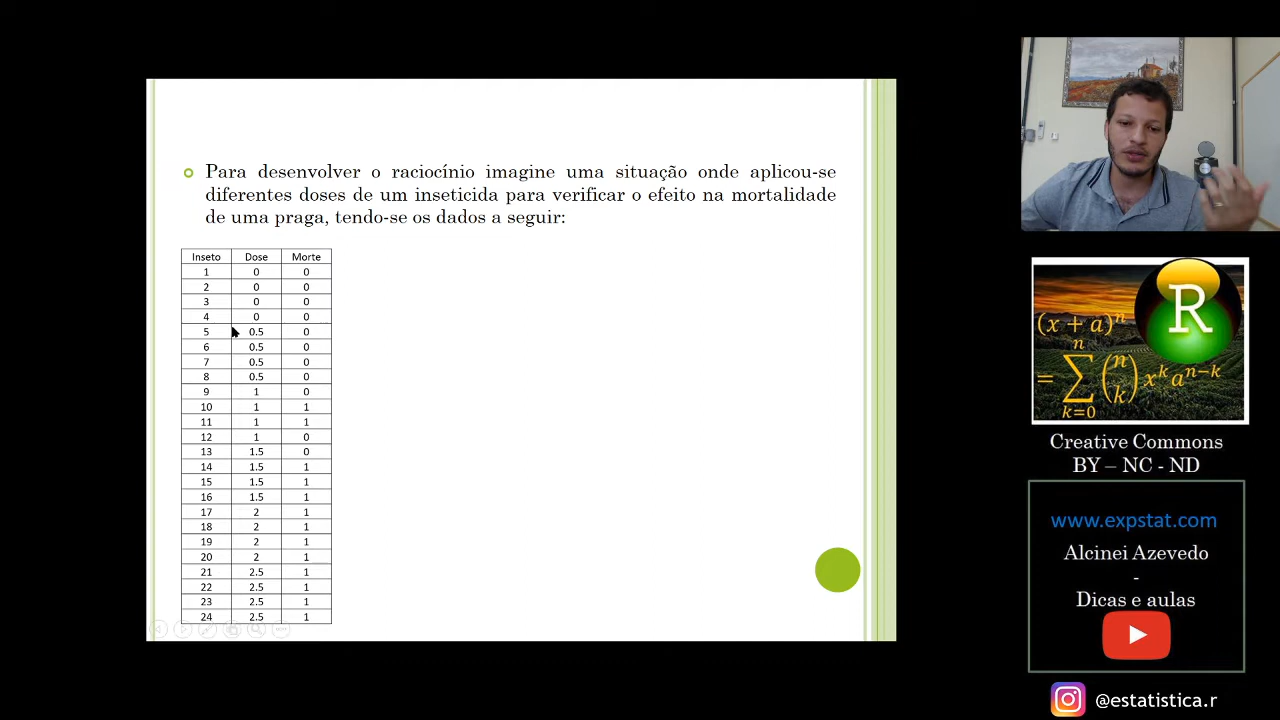 Para desenvolver o raciocínio imagine uma situação onde aplicou-se
diferentes doses de um inseticida para verificar o efeito na mortalidade
de uma praga, tendo-se os dados a seguir:
Inseto Dose Morte
1 0 0
2 0 0
3 0 0
4 0 0
5 0.5 0
6 0.5 0
7 0.5 0
8 0.5 0
9 1 0
10 1 1
11 1 1
12 1 0
13 1.5 0
14 1.5 1
15 1.5 1
16 1.5 1
17 2 1
18 2 1
19 2 1
20 2 1
21 2.5 1
22 2.5 1
23 2.5 1
24 2.5 1
R
(x + a)^n
= ∑_{k=0}^{n} (n k) x^k a^{n−k}
Creative Commons
BY – NC - ND
www.expstat.com
Alcinei Azevedo
-
Dicas e aulas
@estatistica.r